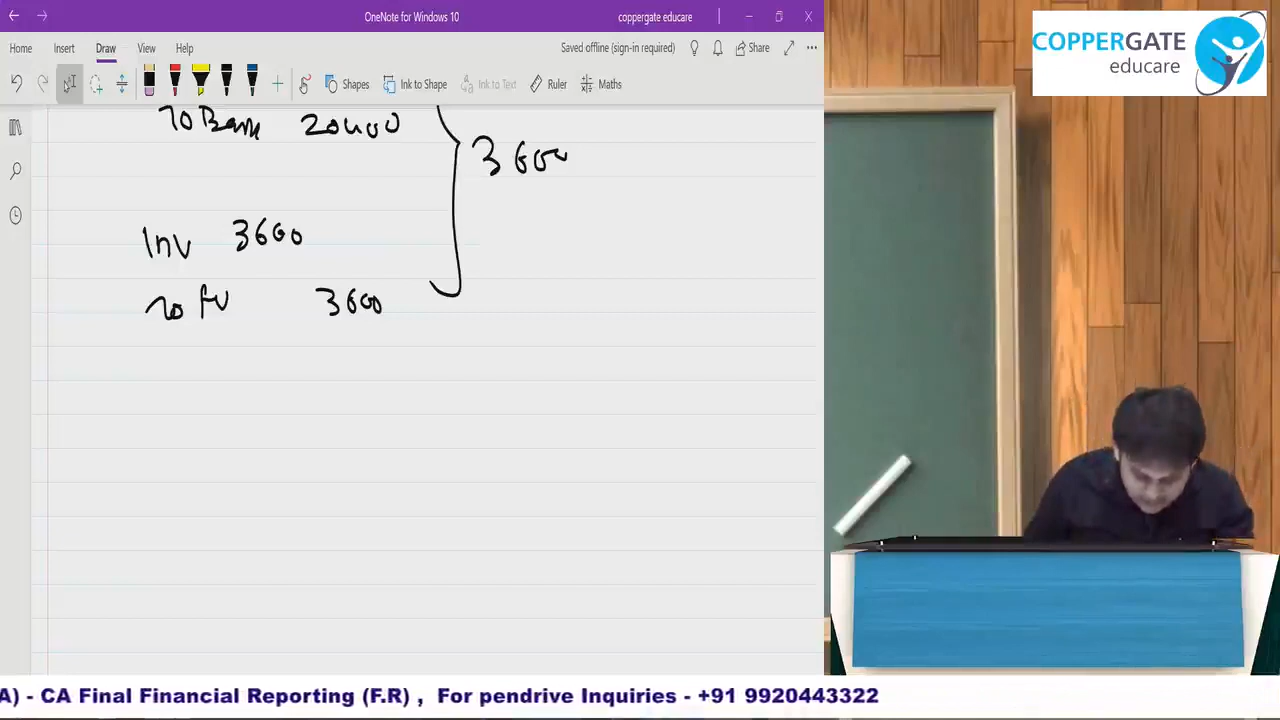 OneNote for Windows 10
coppergate educare
Home Insert Draw View Help
Saved offline (sign-in required)
Share
Shapes
Ink to Shape
Ink to Text
Ruler
Maths
COPPERGATE
educare
To Bank 20400
3600
Inv 3600
To FV 3600
A) - CA Final Financial Reporting (F.R) , For pendrive Inquiries - +91 9920443322